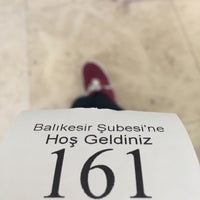 Balıkesir Şubesi'ne
Hoş Geldiniz
161